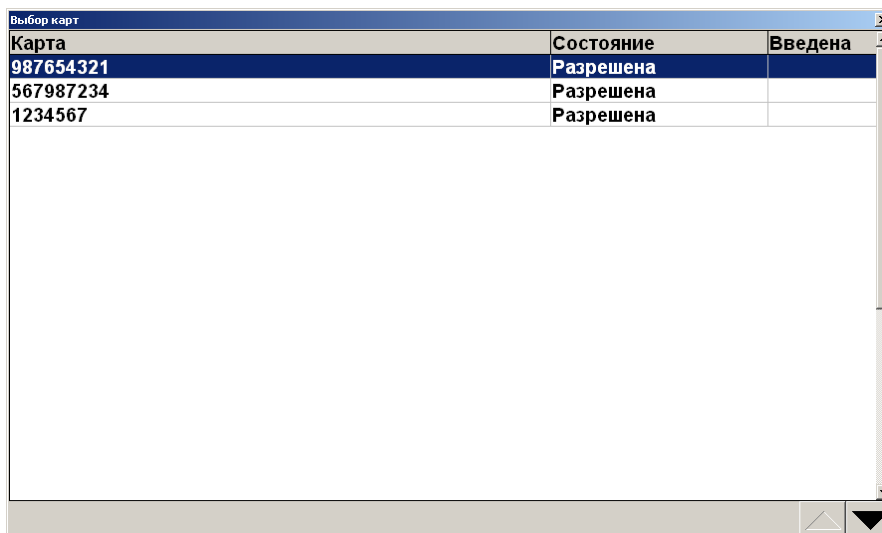 Выбор карт
Карта Состояние Введена
987654321 Разрешена
567987234 Разрешена
1234567 Разрешена